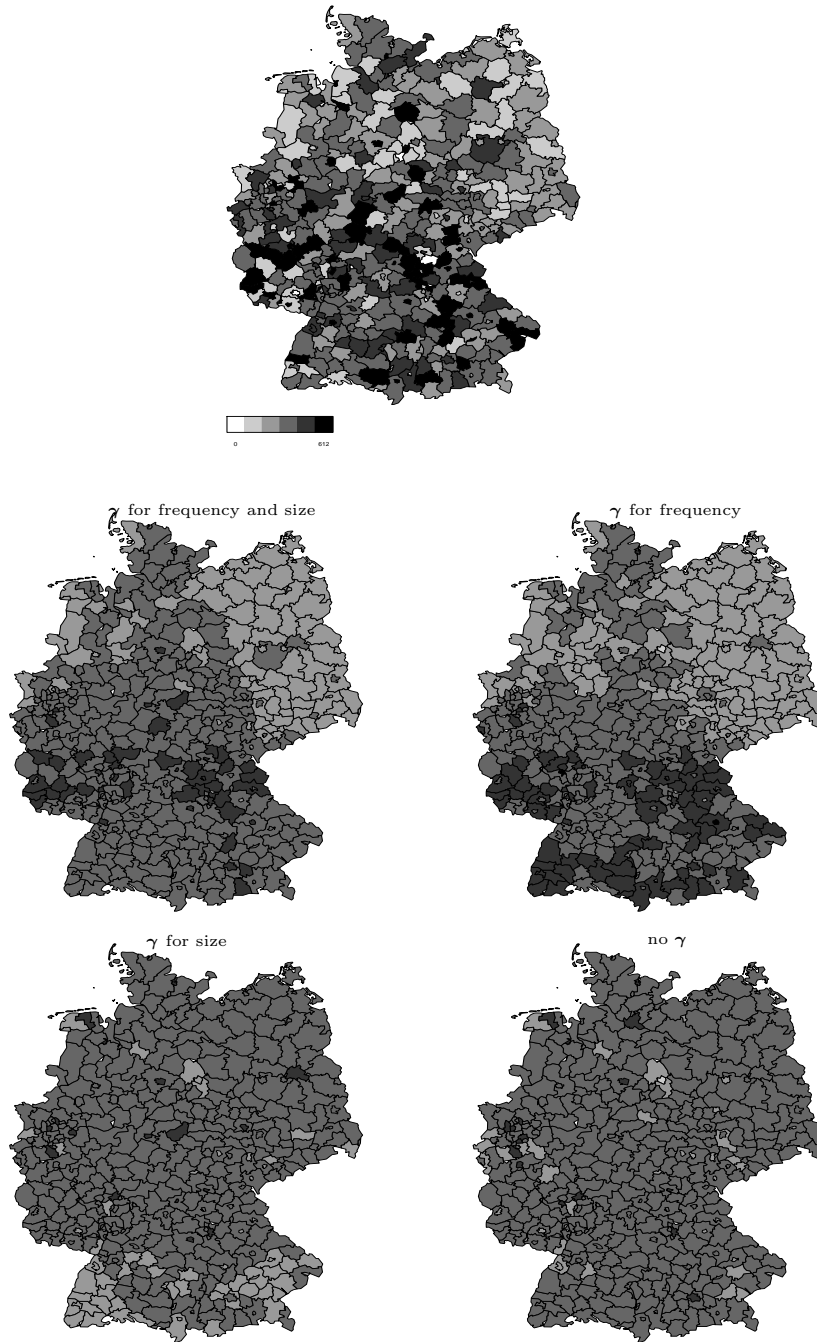 0 612
γ for frequency and size
γ for frequency
γ for size
no γ